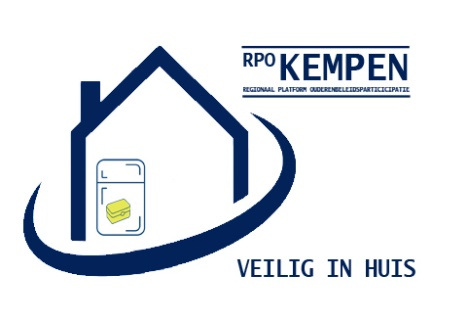 RPO KEMPEN
REGIONAAL PLATFORM OUDERENBELEIDSPARTICICIPATIE
VEILIG IN HUIS